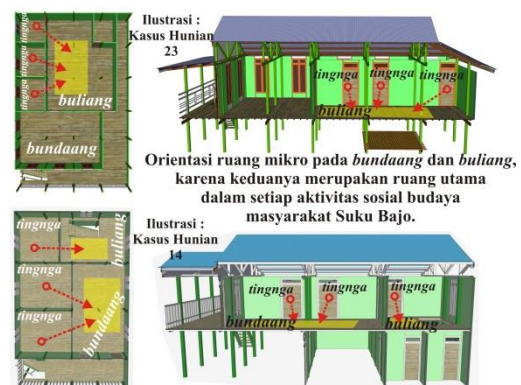 Ilustrasi :
Kasus Hunian
23
tingnga
tingnga
tingnga
buliang
bundaang
tingnga
tingnga
tingnga
buliang
Orientasi ruang mikro pada bundaang dan buliang,
karena keduanya merupakan ruang utama
dalam setiap aktivitas sosial budaya
masyarakat Suku Bajo.
Ilustrasi :
Kasus Hunian
14
tingnga
tingnga
tingnga
buliang
bundaang
tingnga
tingnga
tingnga
bundaang
buliang